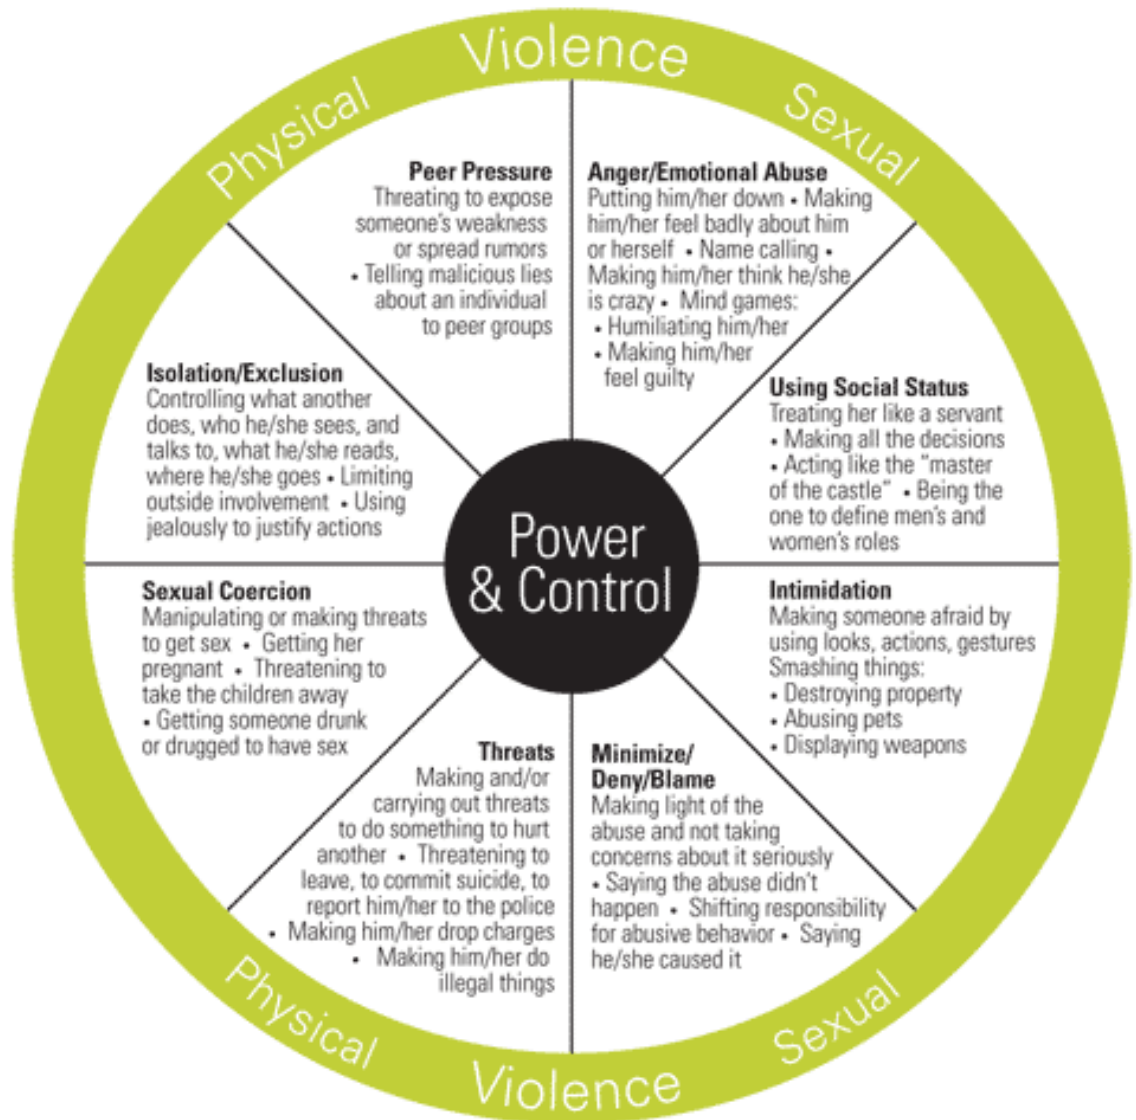 Physical Violence Sexual
Peer Pressure
Threating to expose
someone's weakness
or spread rumors
• Telling malicious lies
about an individual
to peer groups
Anger/Emotional Abuse
Putting him/her down • Making
him/her feel badly about him
or herself • Name calling •
Making him/her think he/she
is crazy • Mind games:
• Humiliating him/her
• Making him/her
feel guilty
Isolation/Exclusion
Controlling what another
does, who he/she sees, and
talks to, what he/she reads,
where he/she goes • Limiting
outside involvement • Using
jealously to justify actions
Using Social Status
Treating her like a servant
• Making all the decisions
• Acting like the "master
of the castle" • Being the
one to define men's and
women's roles
Power
& Control
Sexual Coercion
Manipulating or making threats
to get sex • Getting her
pregnant • Threatening to
take the children away
• Getting someone drunk
or drugged to have sex
Intimidation
Making someone afraid by
using looks, actions, gestures
Smashing things:
• Destroying property
• Abusing pets
• Displaying weapons
Threats
Making and/or
carrying out threats
to do something to hurt
another • Threatening to
leave, to commit suicide, to
report him/her to the police
• Making him/her drop charges
• Making him/her do
illegal things
Minimize/
Deny/Blame
Making light of the
abuse and not taking
concerns about it seriously
• Saying the abuse didn't
happen • Shifting responsibility
for abusive behavior • Saying
he/she caused it
Physical Violence Sexual